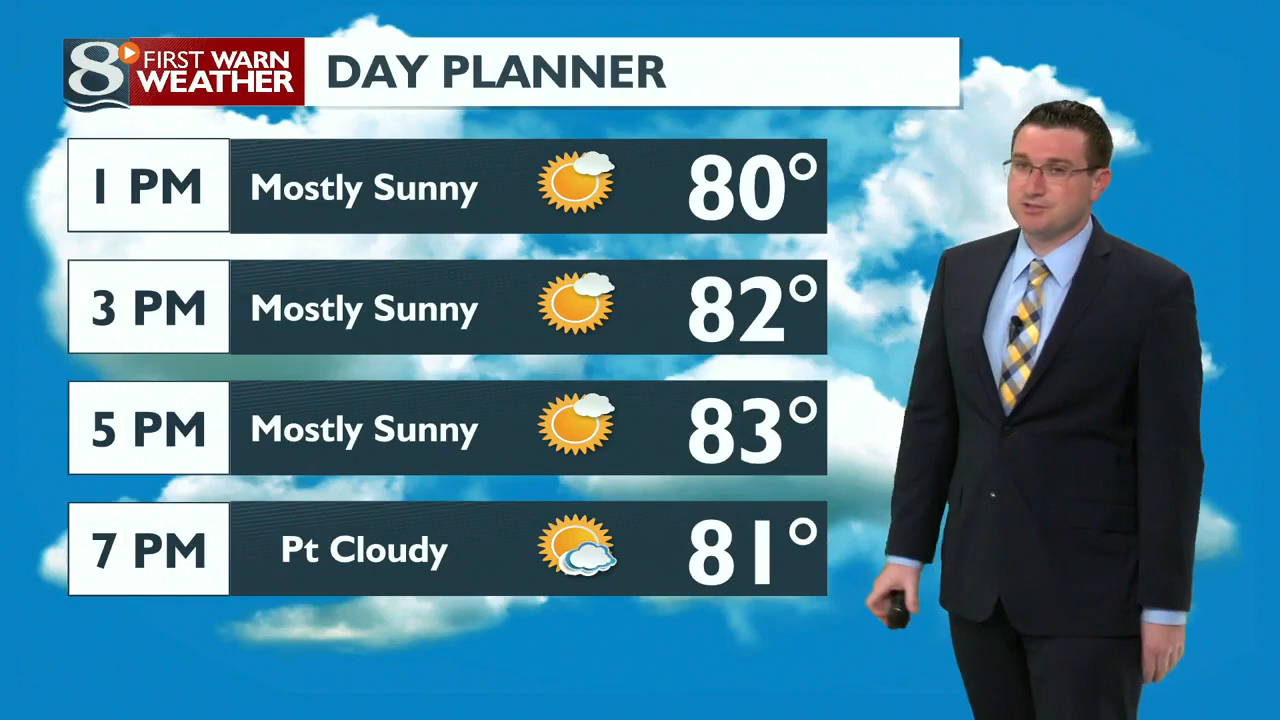 8 FIRST WARN
WEATHER
DAY PLANNER
1 PM Mostly Sunny 80°
3 PM Mostly Sunny 82°
5 PM Mostly Sunny 83°
7 PM Pt Cloudy 81°